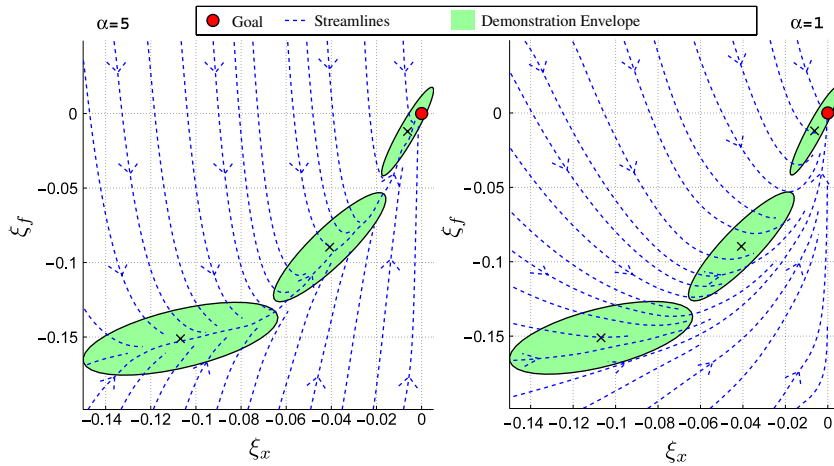 α=5
Goal
Streamlines
Demonstration Envelope
α=1
0
−0.05
−0.1
−0.15
ξf
−0.14 −0.12 −0.1 −0.08 −0.06 −0.04 −0.02 0
ξx
0
−0.05
−0.1
−0.15
ξf
−0.14 −0.12 −0.1 −0.08 −0.06 −0.04 −0.02 0
ξx